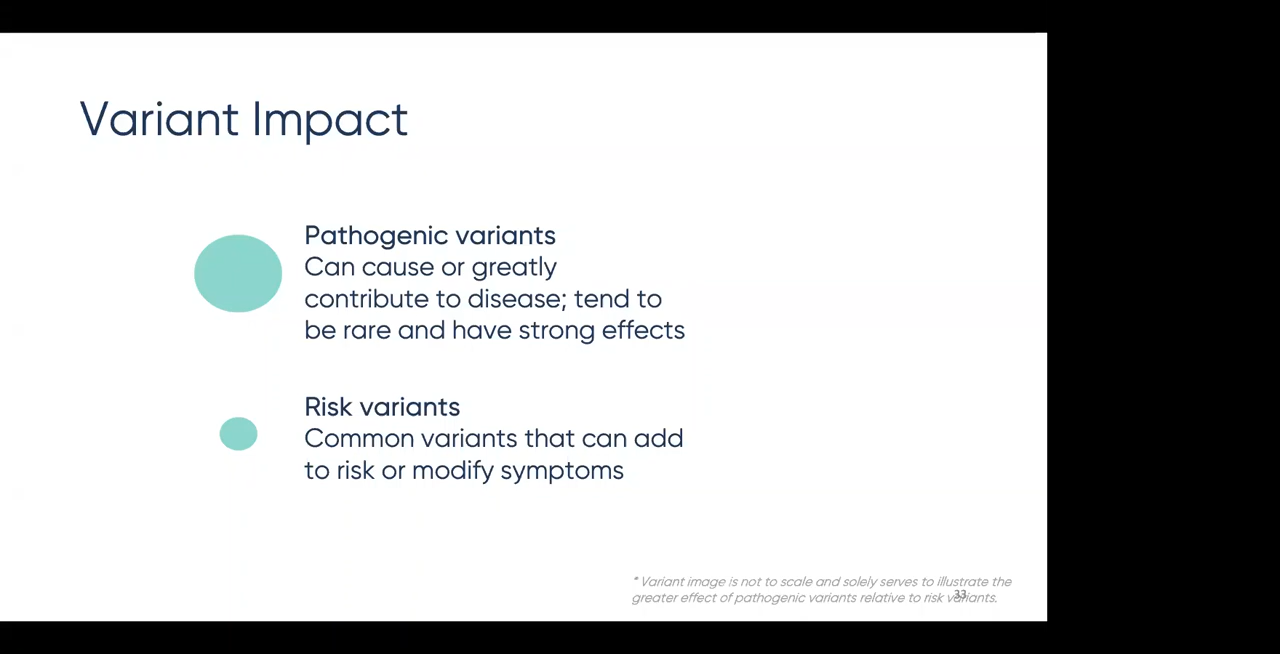 Variant Impact
Pathogenic variants
Can cause or greatly
contribute to disease; tend to
be rare and have strong effects
Risk variants
Common variants that can add
to risk or modify symptoms
* Variant image is not to scale and solely serves to illustrate the
greater effect of pathogenic variants relative to risk variants.
33